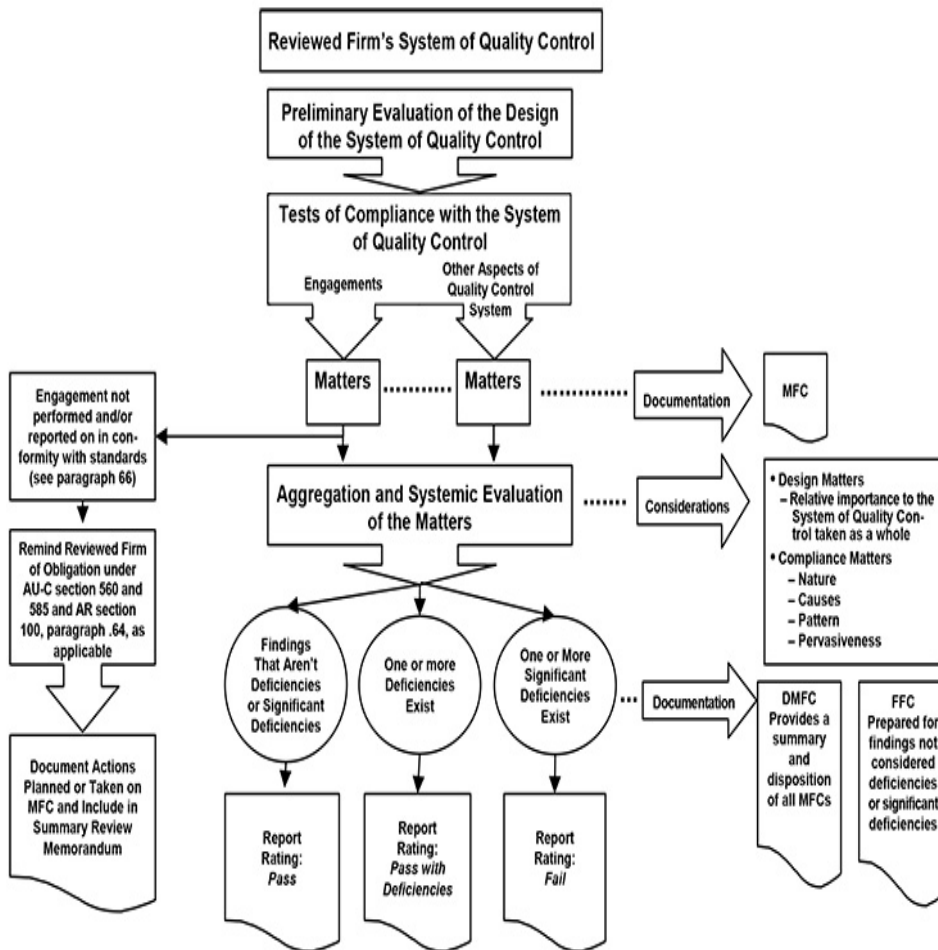 Reviewed Firm's System of Quality Control
Preliminary Evaluation of the Design
of the System of Quality Control
Tests of Compliance with the System
of Quality Control
Engagements
Other Aspects of
Quality Control
System
Matters
Matters
Documentation
MFC
Engagement not
performed and/or
reported on in con-
formity with standards
(see paragraph 66)
Aggregation and Systemic Evaluation
of the Matters
Considerations
• Design Matters
– Relative importance to the
System of Quality Con-
trol taken as a whole
• Compliance Matters
– Nature
– Causes
– Pattern
– Pervasiveness
Remind Reviewed Firm
of Obligation under
AU-C section 560 and
585 and AR section
100, paragraph .64, as
applicable
Findings
That Aren't
Deficiencies
or Significant
Deficiencies
One or more
Deficiencies
Exist
One or More
Significant
Deficiencies
Exist
Documentation
DMFC
Provides a
summary
and
disposition
of all MFCs
FFC
Prepared for
findings not
considered
deficiencies
or significant
deficiencies
Document Actions
Planned or Taken on
MFC and Include in
Summary Review
Memorandum
Report
Rating:
Pass
Report
Rating:
Pass with
Deficiencies
Report
Rating:
Fail